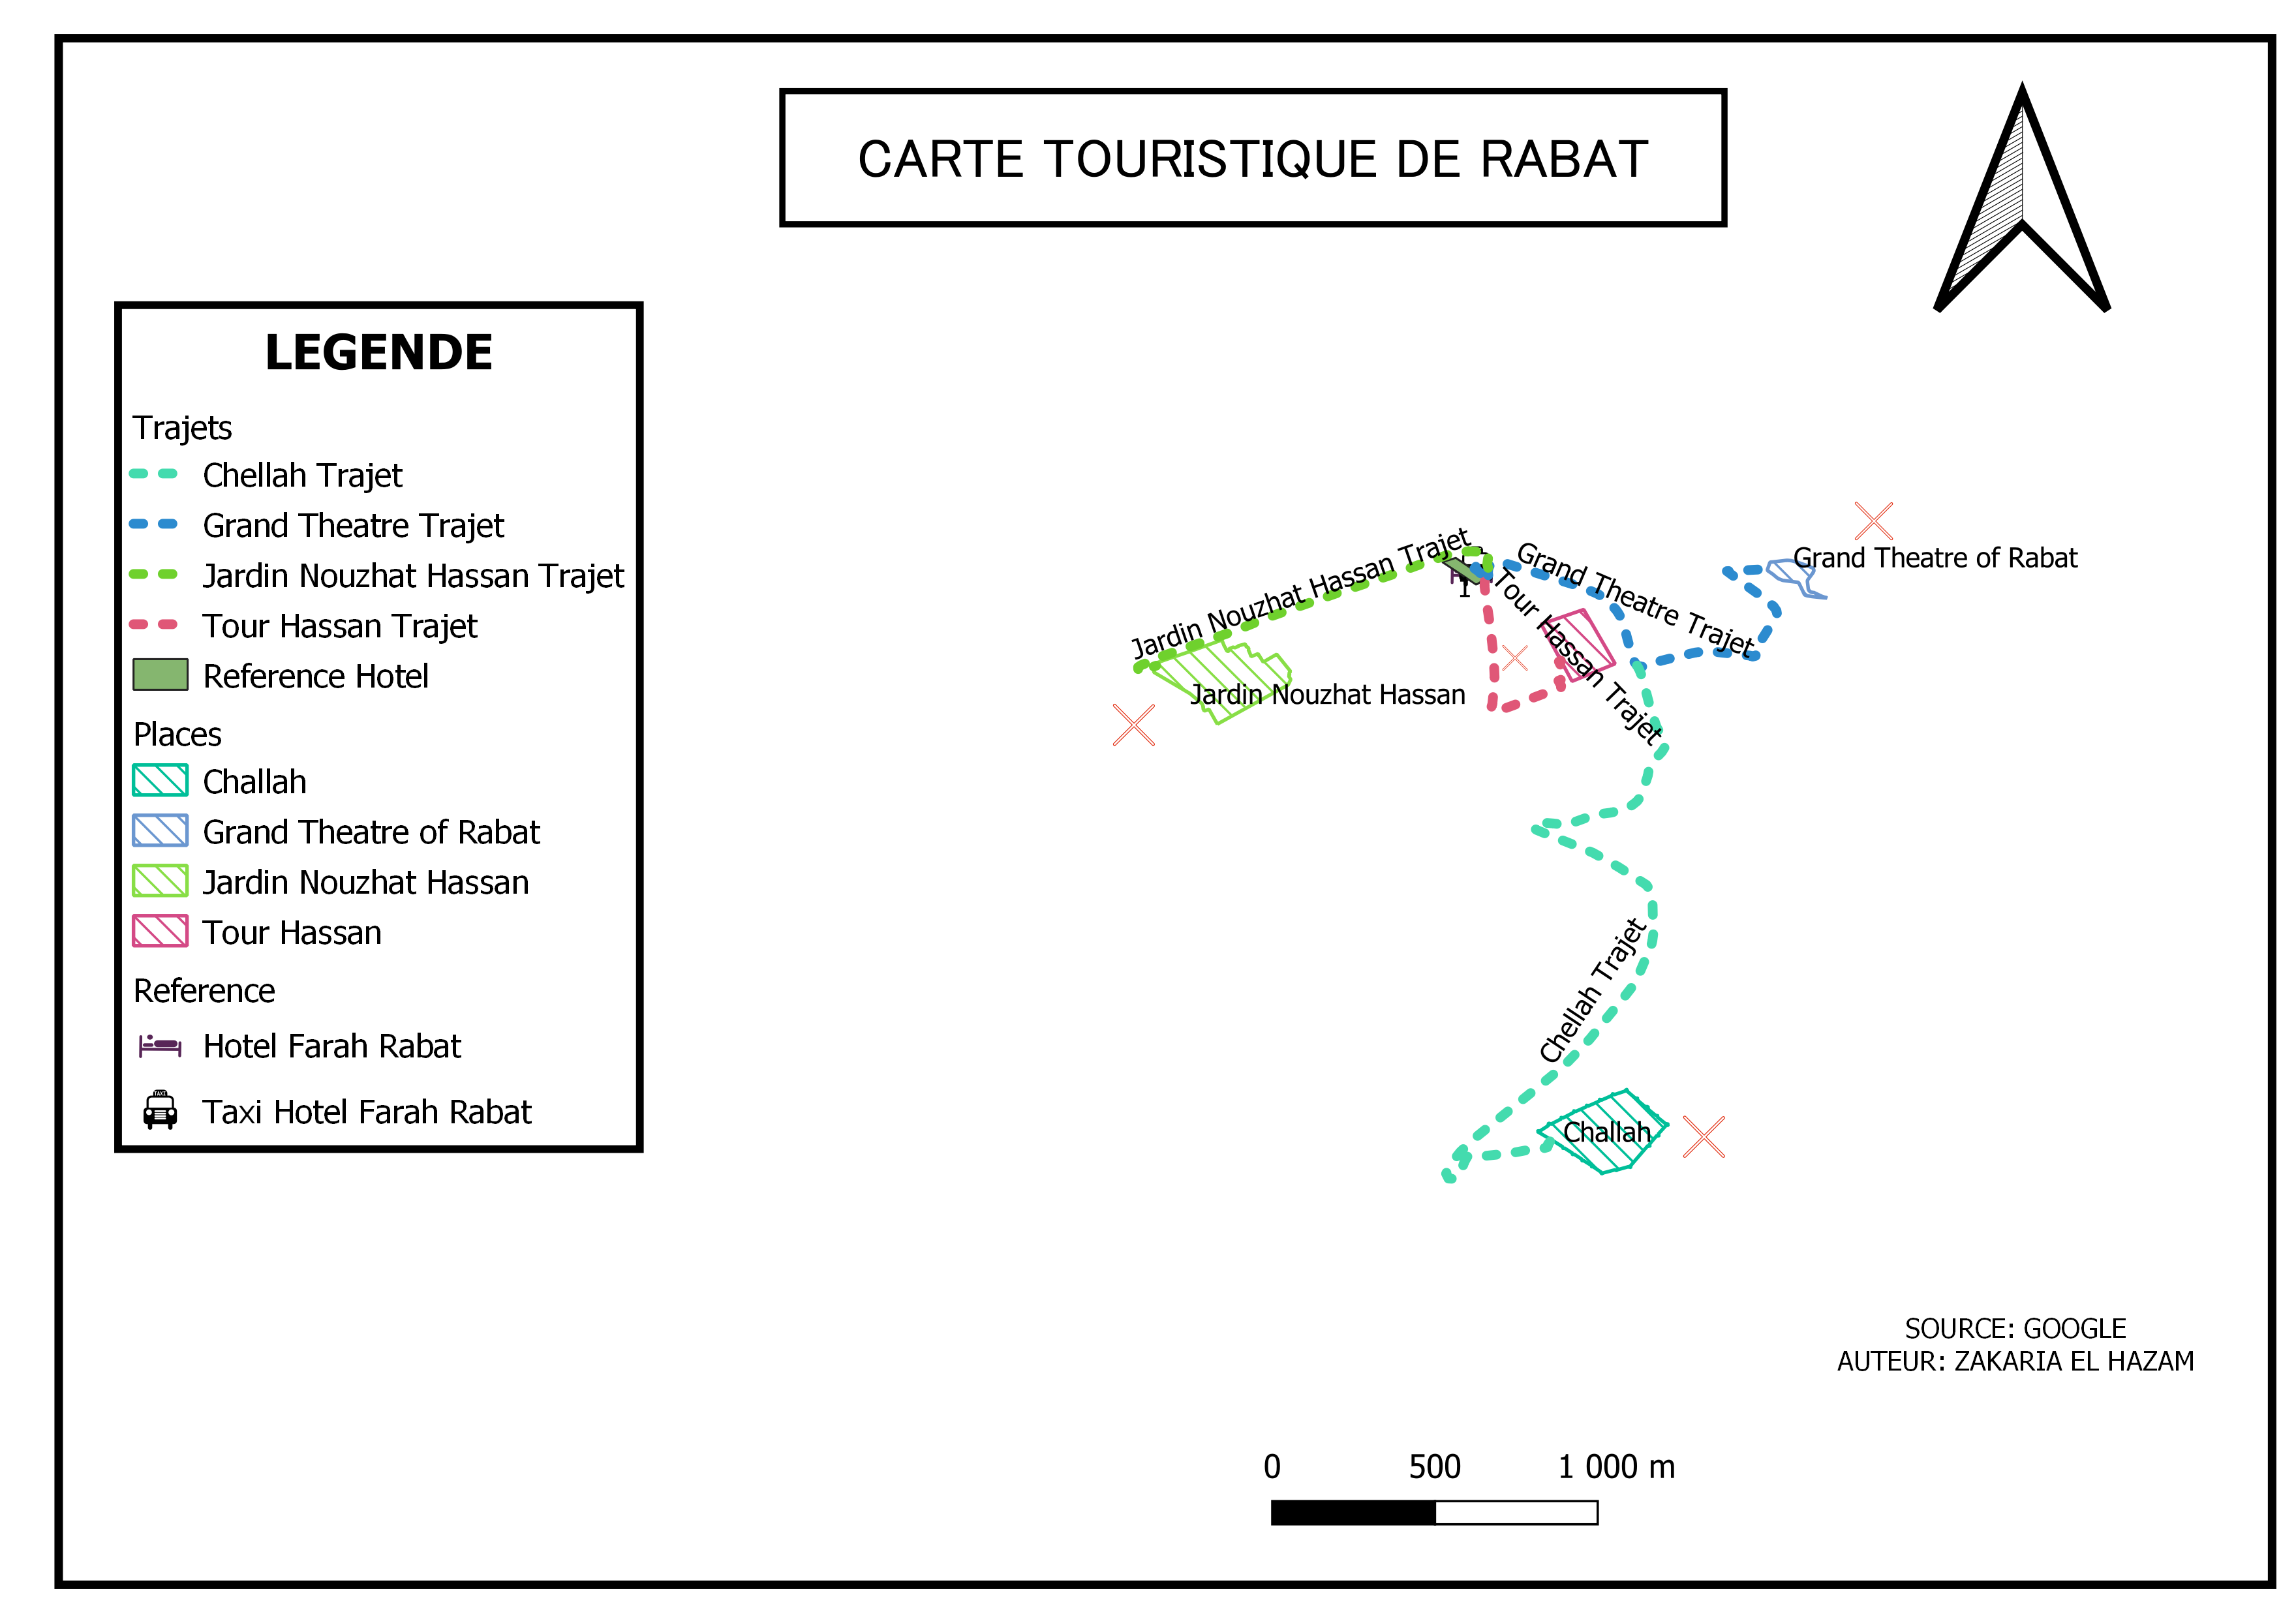 CARTE TOURISTIQUE DE RABAT
LEGENDE
Trajets
Chellah Trajet
Grand Theatre Trajet
Jardin Nouzhat Hassan Trajet
Tour Hassan Trajet
Reference Hotel
Places
Challah
Grand Theatre of Rabat
Jardin Nouzhat Hassan
Tour Hassan
Reference
Hotel Farah Rabat
Taxi Hotel Farah Rabat
Jardin Nouzhat Hassan Trajet
Grand Theatre Trajet
Grand Theatre of Rabat
1
Tour Hassan Trajet
Jardin Nouzhat Hassan
Chellah Trajet
Challah
SOURCE: GOOGLE
AUTEUR: ZAKARIA EL HAZAM
0 500 1 000 m